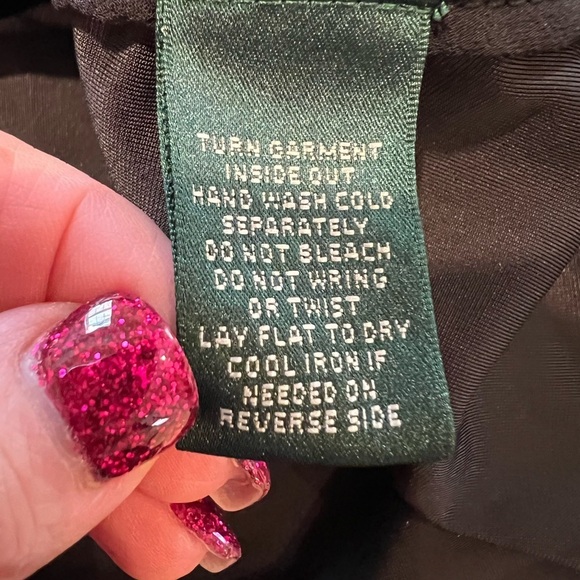 TURN GARMENT
INSIDE OUT
HAND WASH COLD
SEPARATELY
DO NOT BLEACH
DO NOT WRING
OR TWIST
LAY FLAT TO DRY
COOL IRON IF
NEEDED ON
REVERSE SIDE